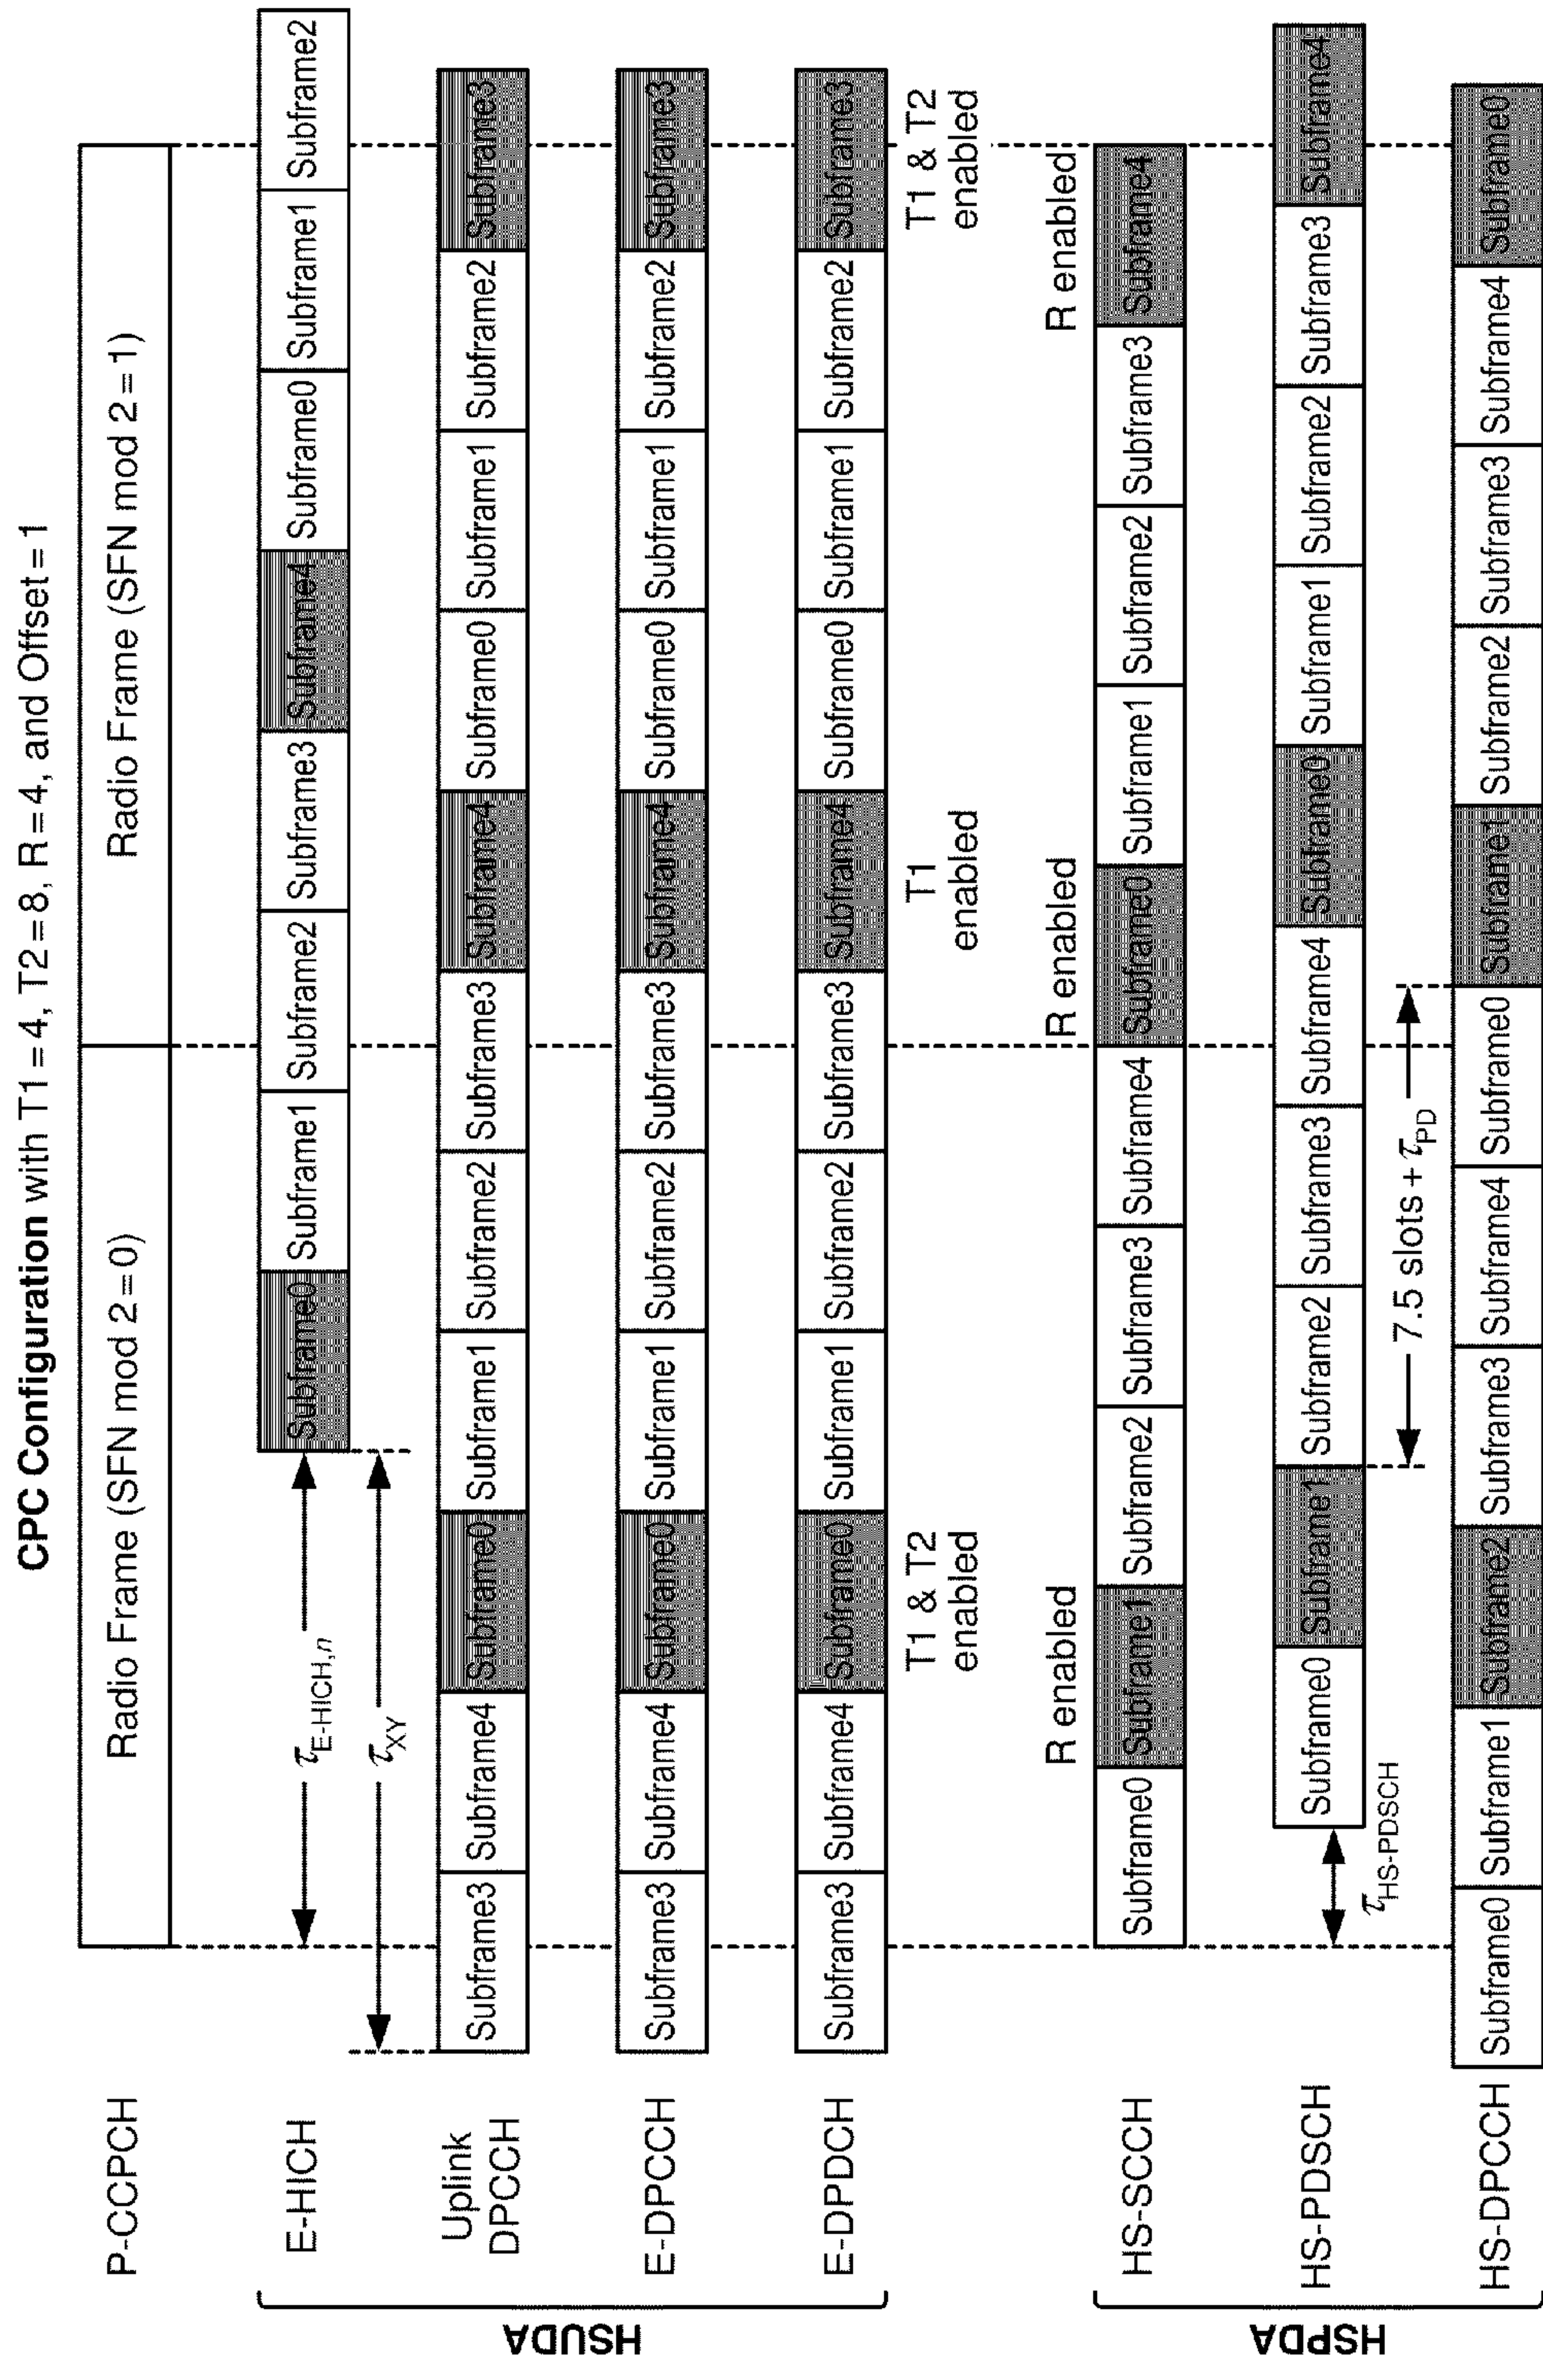 CPC Configuration with T1 = 4, T2 = 8, R = 4, and Offset = 1
P-CCPCH Radio Frame (SFN mod 2 = 0) Radio Frame (SFN mod 2 = 1)
HSUDA
E-HICH Subframe0 Subframe1 Subframe2 Subframe3 Subframe4 Subframe0 Subframe1 Subframe2
τE-HICH,n
τXY
Uplink
DPCCH
Subframe3 Subframe4 Subframe0 Subframe1 Subframe2 Subframe3 Subframe4 Subframe0 Subframe1 Subframe2 Subframe3
E-DPCCH Subframe3 Subframe4 Subframe0 Subframe1 Subframe2 Subframe3 Subframe4 Subframe0 Subframe1 Subframe2 Subframe3
E-DPDCH Subframe3 Subframe4 Subframe0 Subframe1 Subframe2 Subframe3 Subframe4 Subframe0 Subframe1 Subframe2 Subframe3
T1 & T2
enabled
T1
enabled
T1 & T2
enabled
R enabled R enabled R enabled
HSPDA
HS-SCCH Subframe0 Subframe1 Subframe2 Subframe3 Subframe4 Subframe0 Subframe1 Subframe2 Subframe3 Subframe4
HS-PDSCH Subframe0 Subframe1 Subframe2 Subframe3 Subframe4 Subframe0 Subframe1 Subframe2 Subframe3 Subframe4
τHS-PDSCH
7.5 slots + τPD
HS-DPCCH Subframe0 Subframe1 Subframe2 Subframe3 Subframe4 Subframe0 Subframe1 Subframe2 Subframe3 Subframe4 Subframe0